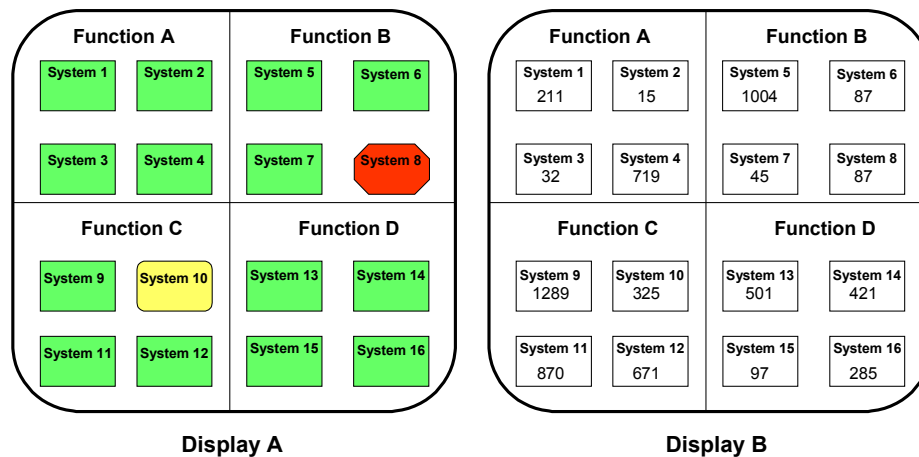 Function A
Function B
System 1
System 2
System 5
System 6
System 3
System 4
System 7
System 8
Function C
Function D
System 9
System 10
System 13
System 14
System 11
System 12
System 15
System 16
Display A
Function A
Function B
System 1
211
System 2
15
System 5
1004
System 6
87
System 3
32
System 4
719
System 7
45
System 8
87
Function C
Function D
System 9
1289
System 10
325
System 13
501
System 14
421
System 11
870
System 12
671
System 15
97
System 16
285
Display B